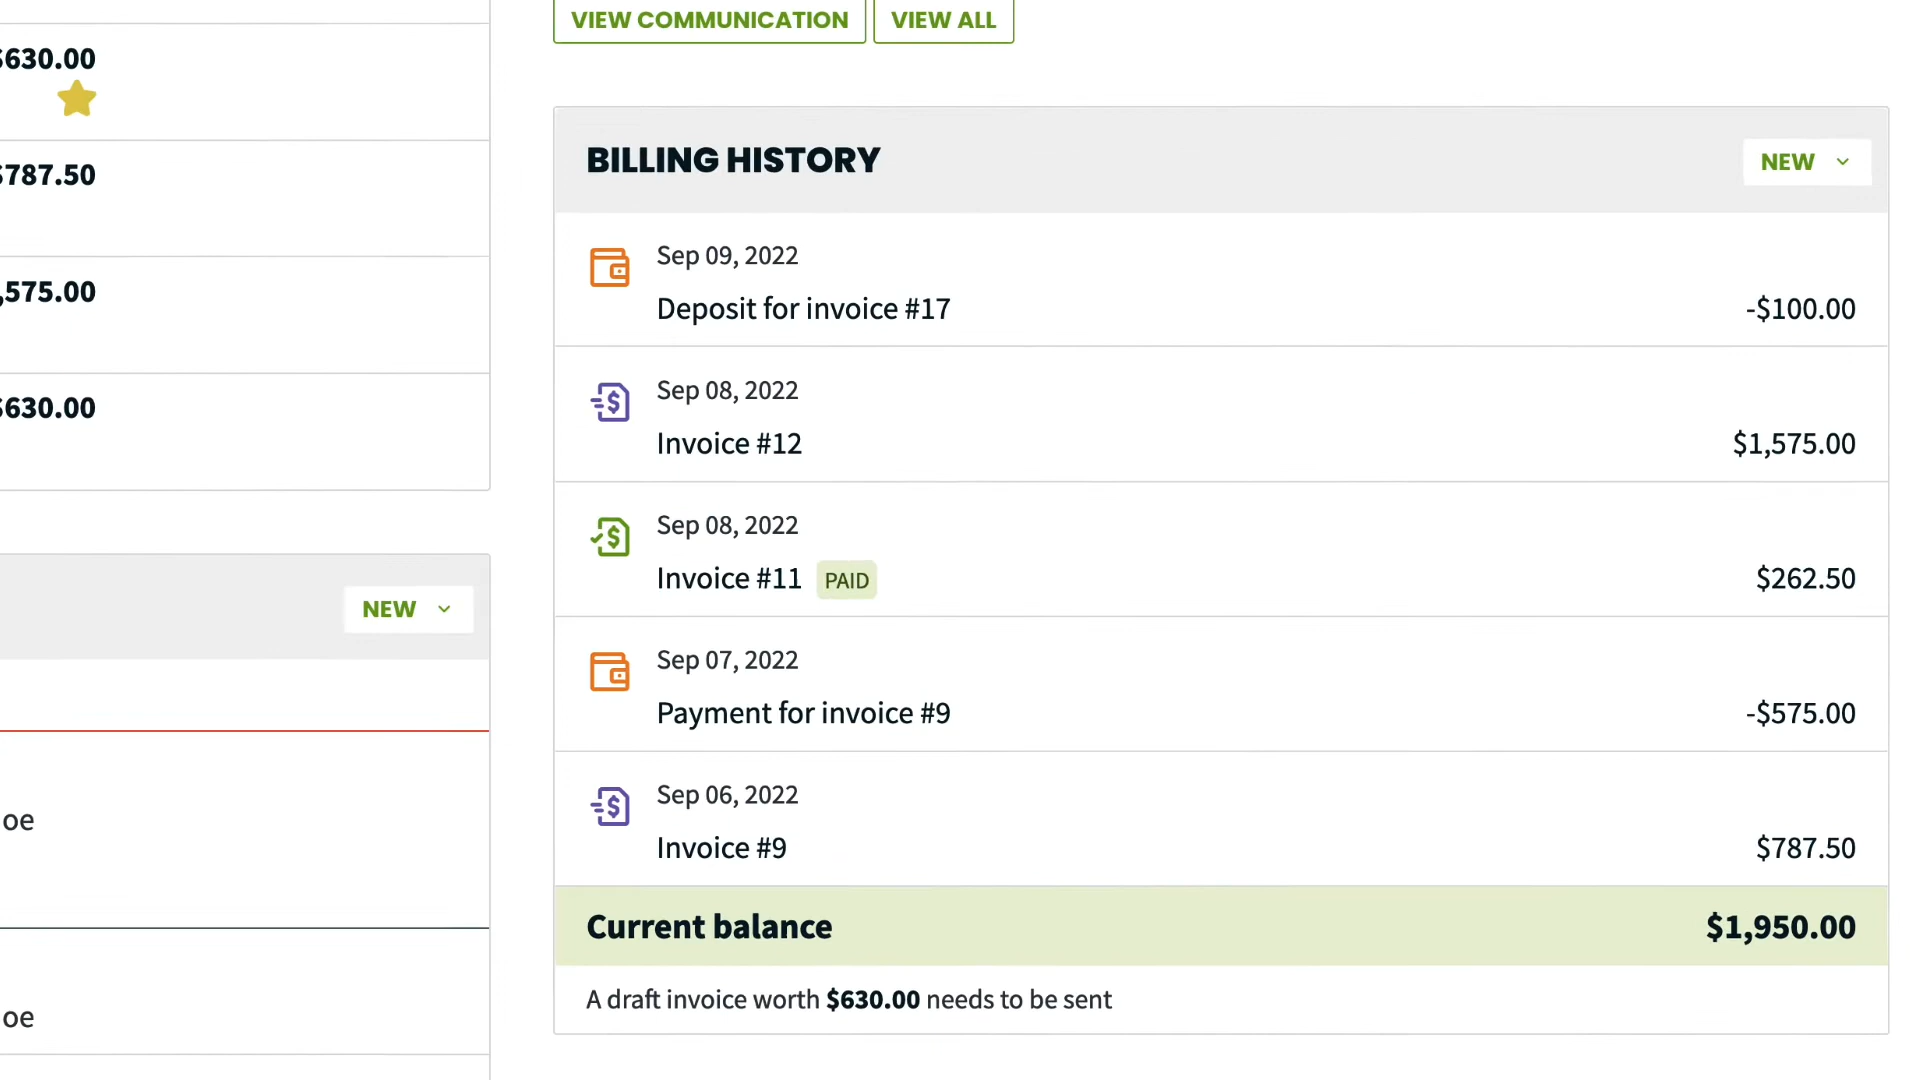 $630.00
$787.50
,575.00
$630.00
NEW
oe
oe
VIEW COMMUNICATION
VIEW ALL
BILLING HISTORY
NEW
Sep 09, 2022
Deposit for invoice #17
-$100.00
Sep 08, 2022
Invoice #12
$1,575.00
Sep 08, 2022
Invoice #11 PAID
$262.50
Sep 07, 2022
Payment for invoice #9
-$575.00
Sep 06, 2022
Invoice #9
$787.50
Current balance
$1,950.00
A draft invoice worth $630.00 needs to be sent